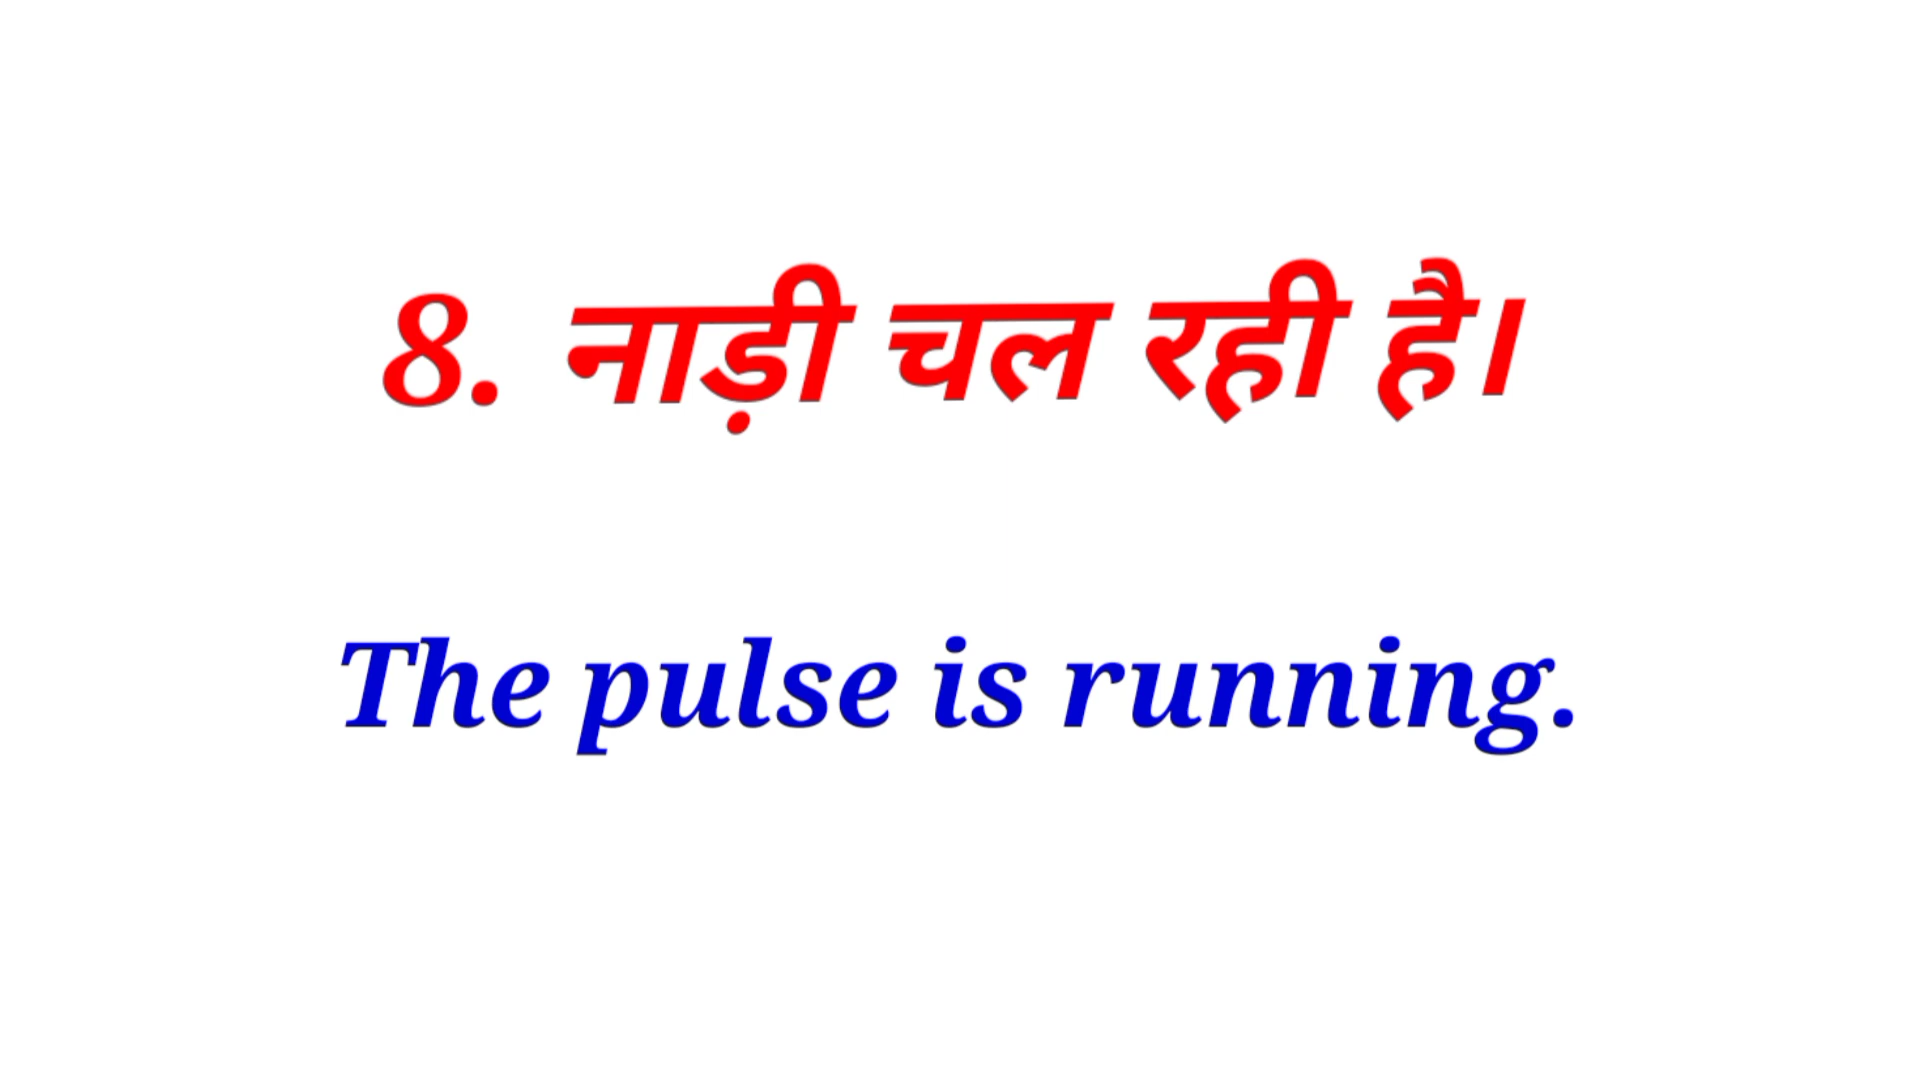 8. नाड़ी चल रही है।
The pulse is running.